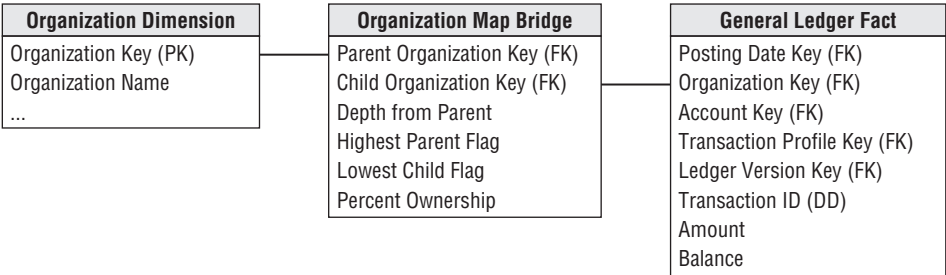 Organization Dimension
Organization Key (PK)
Organization Name
...
Organization Map Bridge
Parent Organization Key (FK)
Child Organization Key (FK)
Depth from Parent
Highest Parent Flag
Lowest Child Flag
Percent Ownership
General Ledger Fact
Posting Date Key (FK)
Organization Key (FK)
Account Key (FK)
Transaction Profile Key (FK)
Ledger Version Key (FK)
Transaction ID (DD)
Amount
Balance